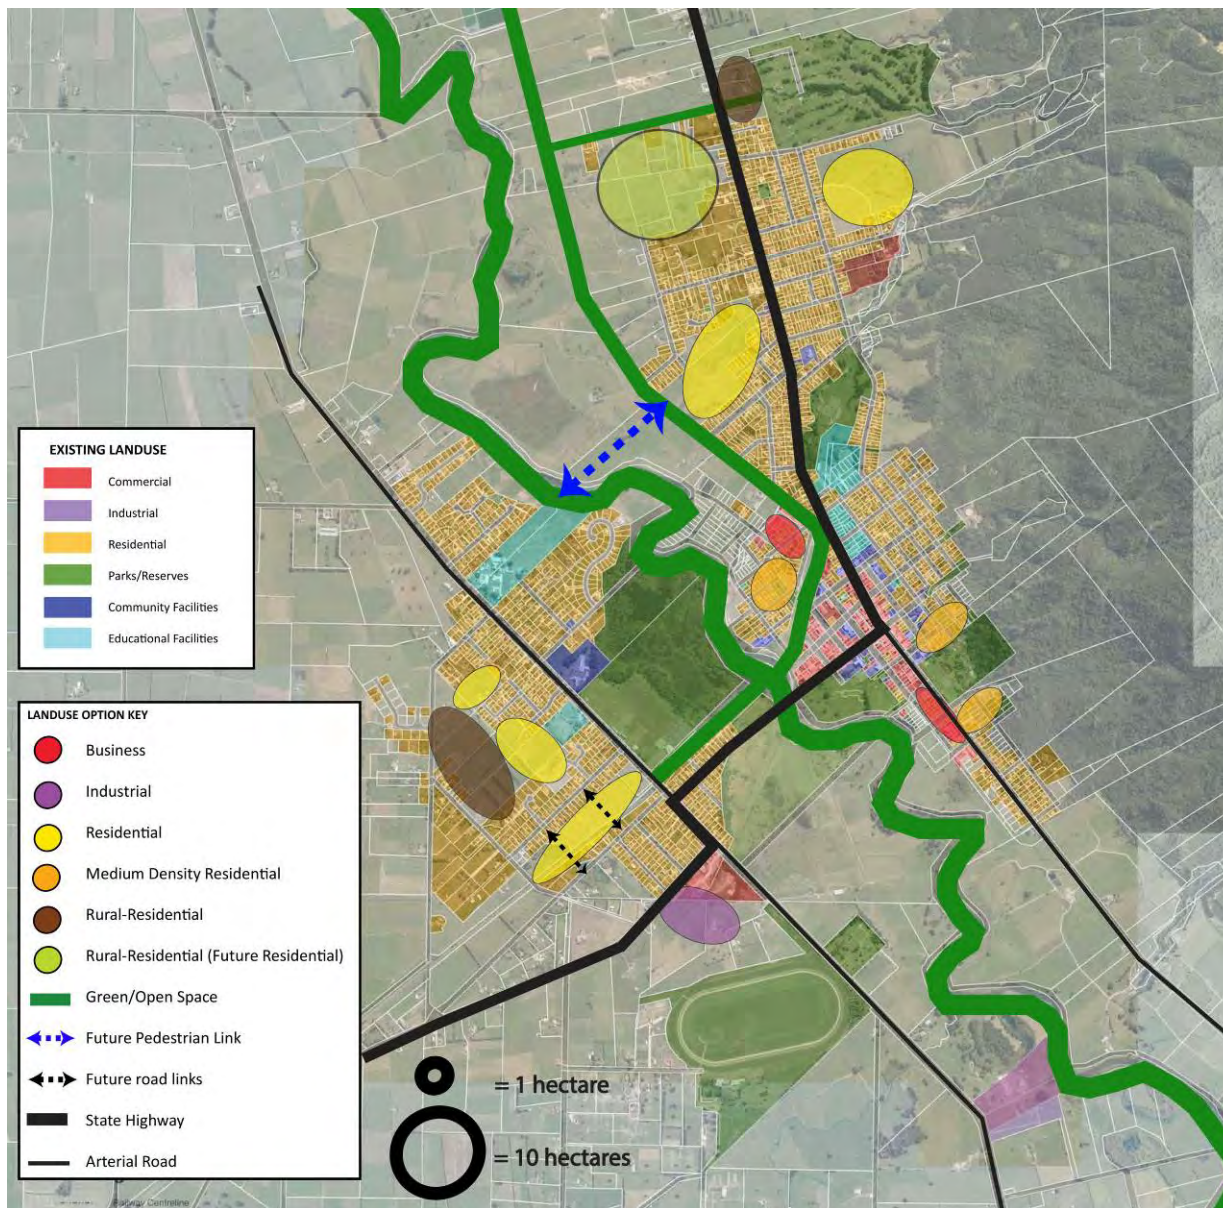 EXISTING LANDUSE
Commercial
Industrial
Residential
Parks/Reserves
Community Facilities
Educational Facilities
LANDUSE OPTION KEY
Business
Industrial
Residential
Medium Density Residential
Rural-Residential
Rural-Residential (Future Residential)
Green/Open Space
Future Pedestrian Link
Future road links
State Highway
Arterial Road
Railway Centreline
= 1 hectare
= 10 hectares